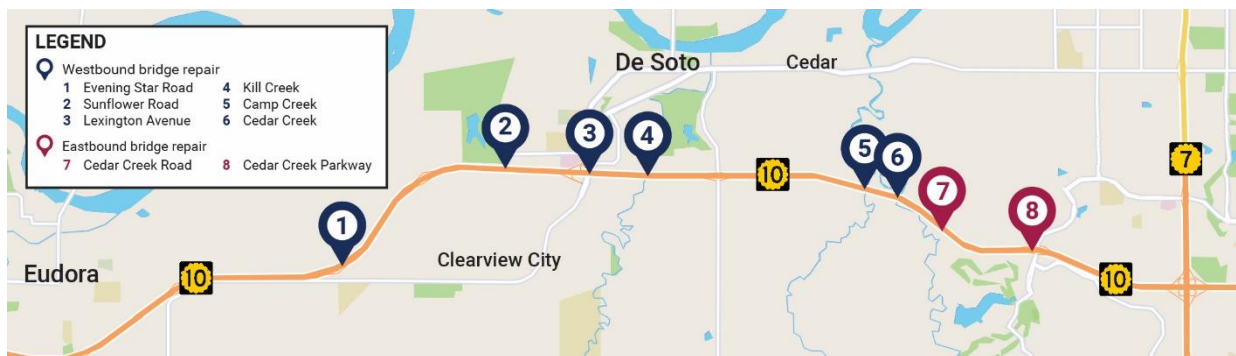 LEGEND
Westbound bridge repair
1 Evening Star Road 4 Kill Creek
2 Sunflower Road 5 Camp Creek
3 Lexington Avenue 6 Cedar Creek
Eastbound bridge repair
7 Cedar Creek Road 8 Cedar Creek Parkway
De Soto
Cedar
2
3
4
5
6
7
10
7
8
1
Clearview City
Eudora
10
10